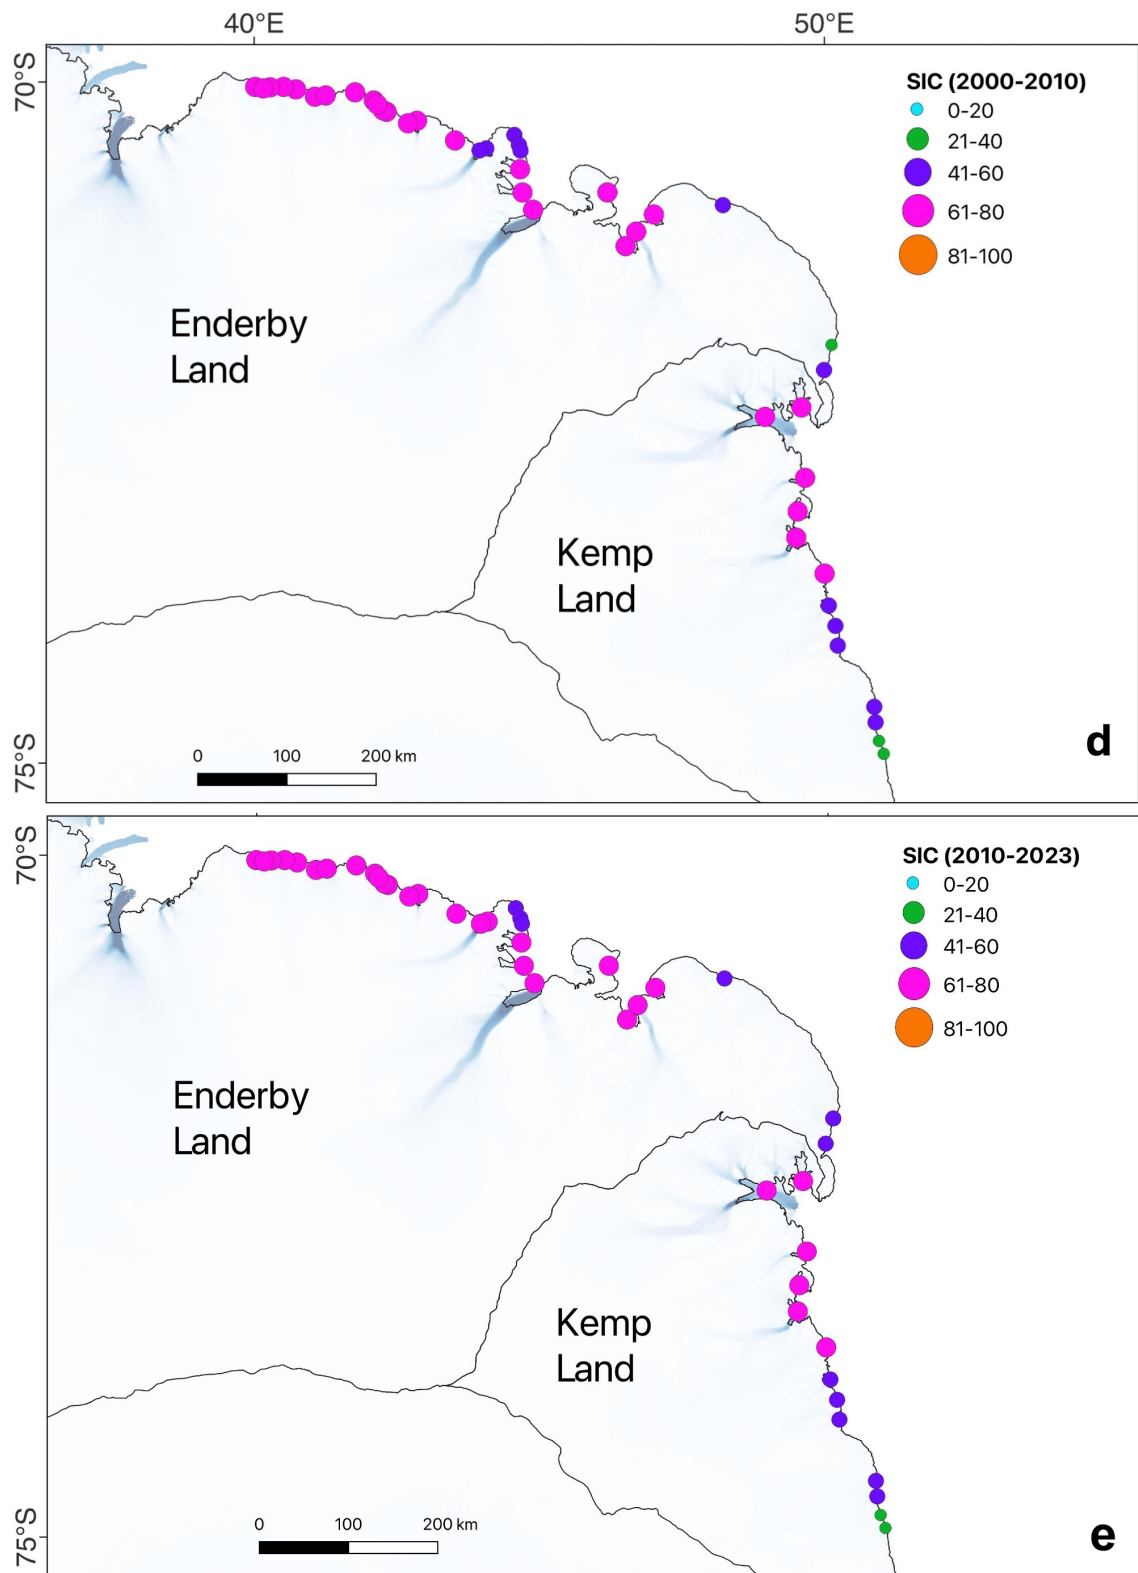 40°E
50°E
70°S
SIC (2000-2010)
0-20
21-40
41-60
61-80
81-100
Enderby
Land
Kemp
Land
0 100 200 km
75°S
d
70°S
SIC (2010-2023)
0-20
21-40
41-60
61-80
81-100
Enderby
Land
Kemp
Land
0 100 200 km
75°S
e